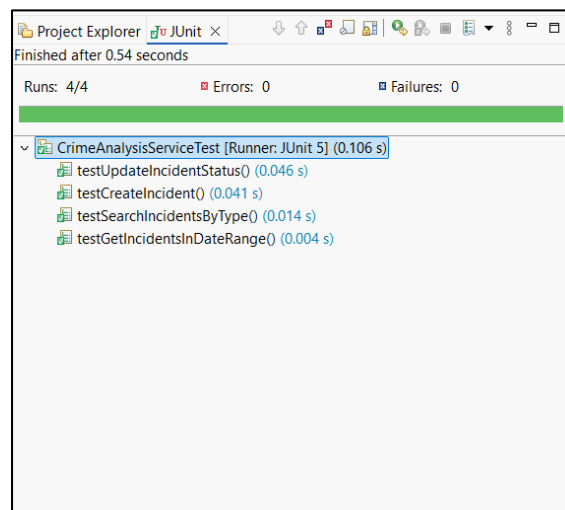 Project Explorer JUnit
Finished after 0.54 seconds
Runs: 4/4 Errors: 0 Failures: 0
CrimeAnalysisServiceTest [Runner: JUnit 5] (0.106 s)
testUpdateIncidentStatus() (0.046 s)
testCreateIncident() (0.041 s)
testSearchIncidentsByType() (0.014 s)
testGetIncidentsInDateRange() (0.004 s)